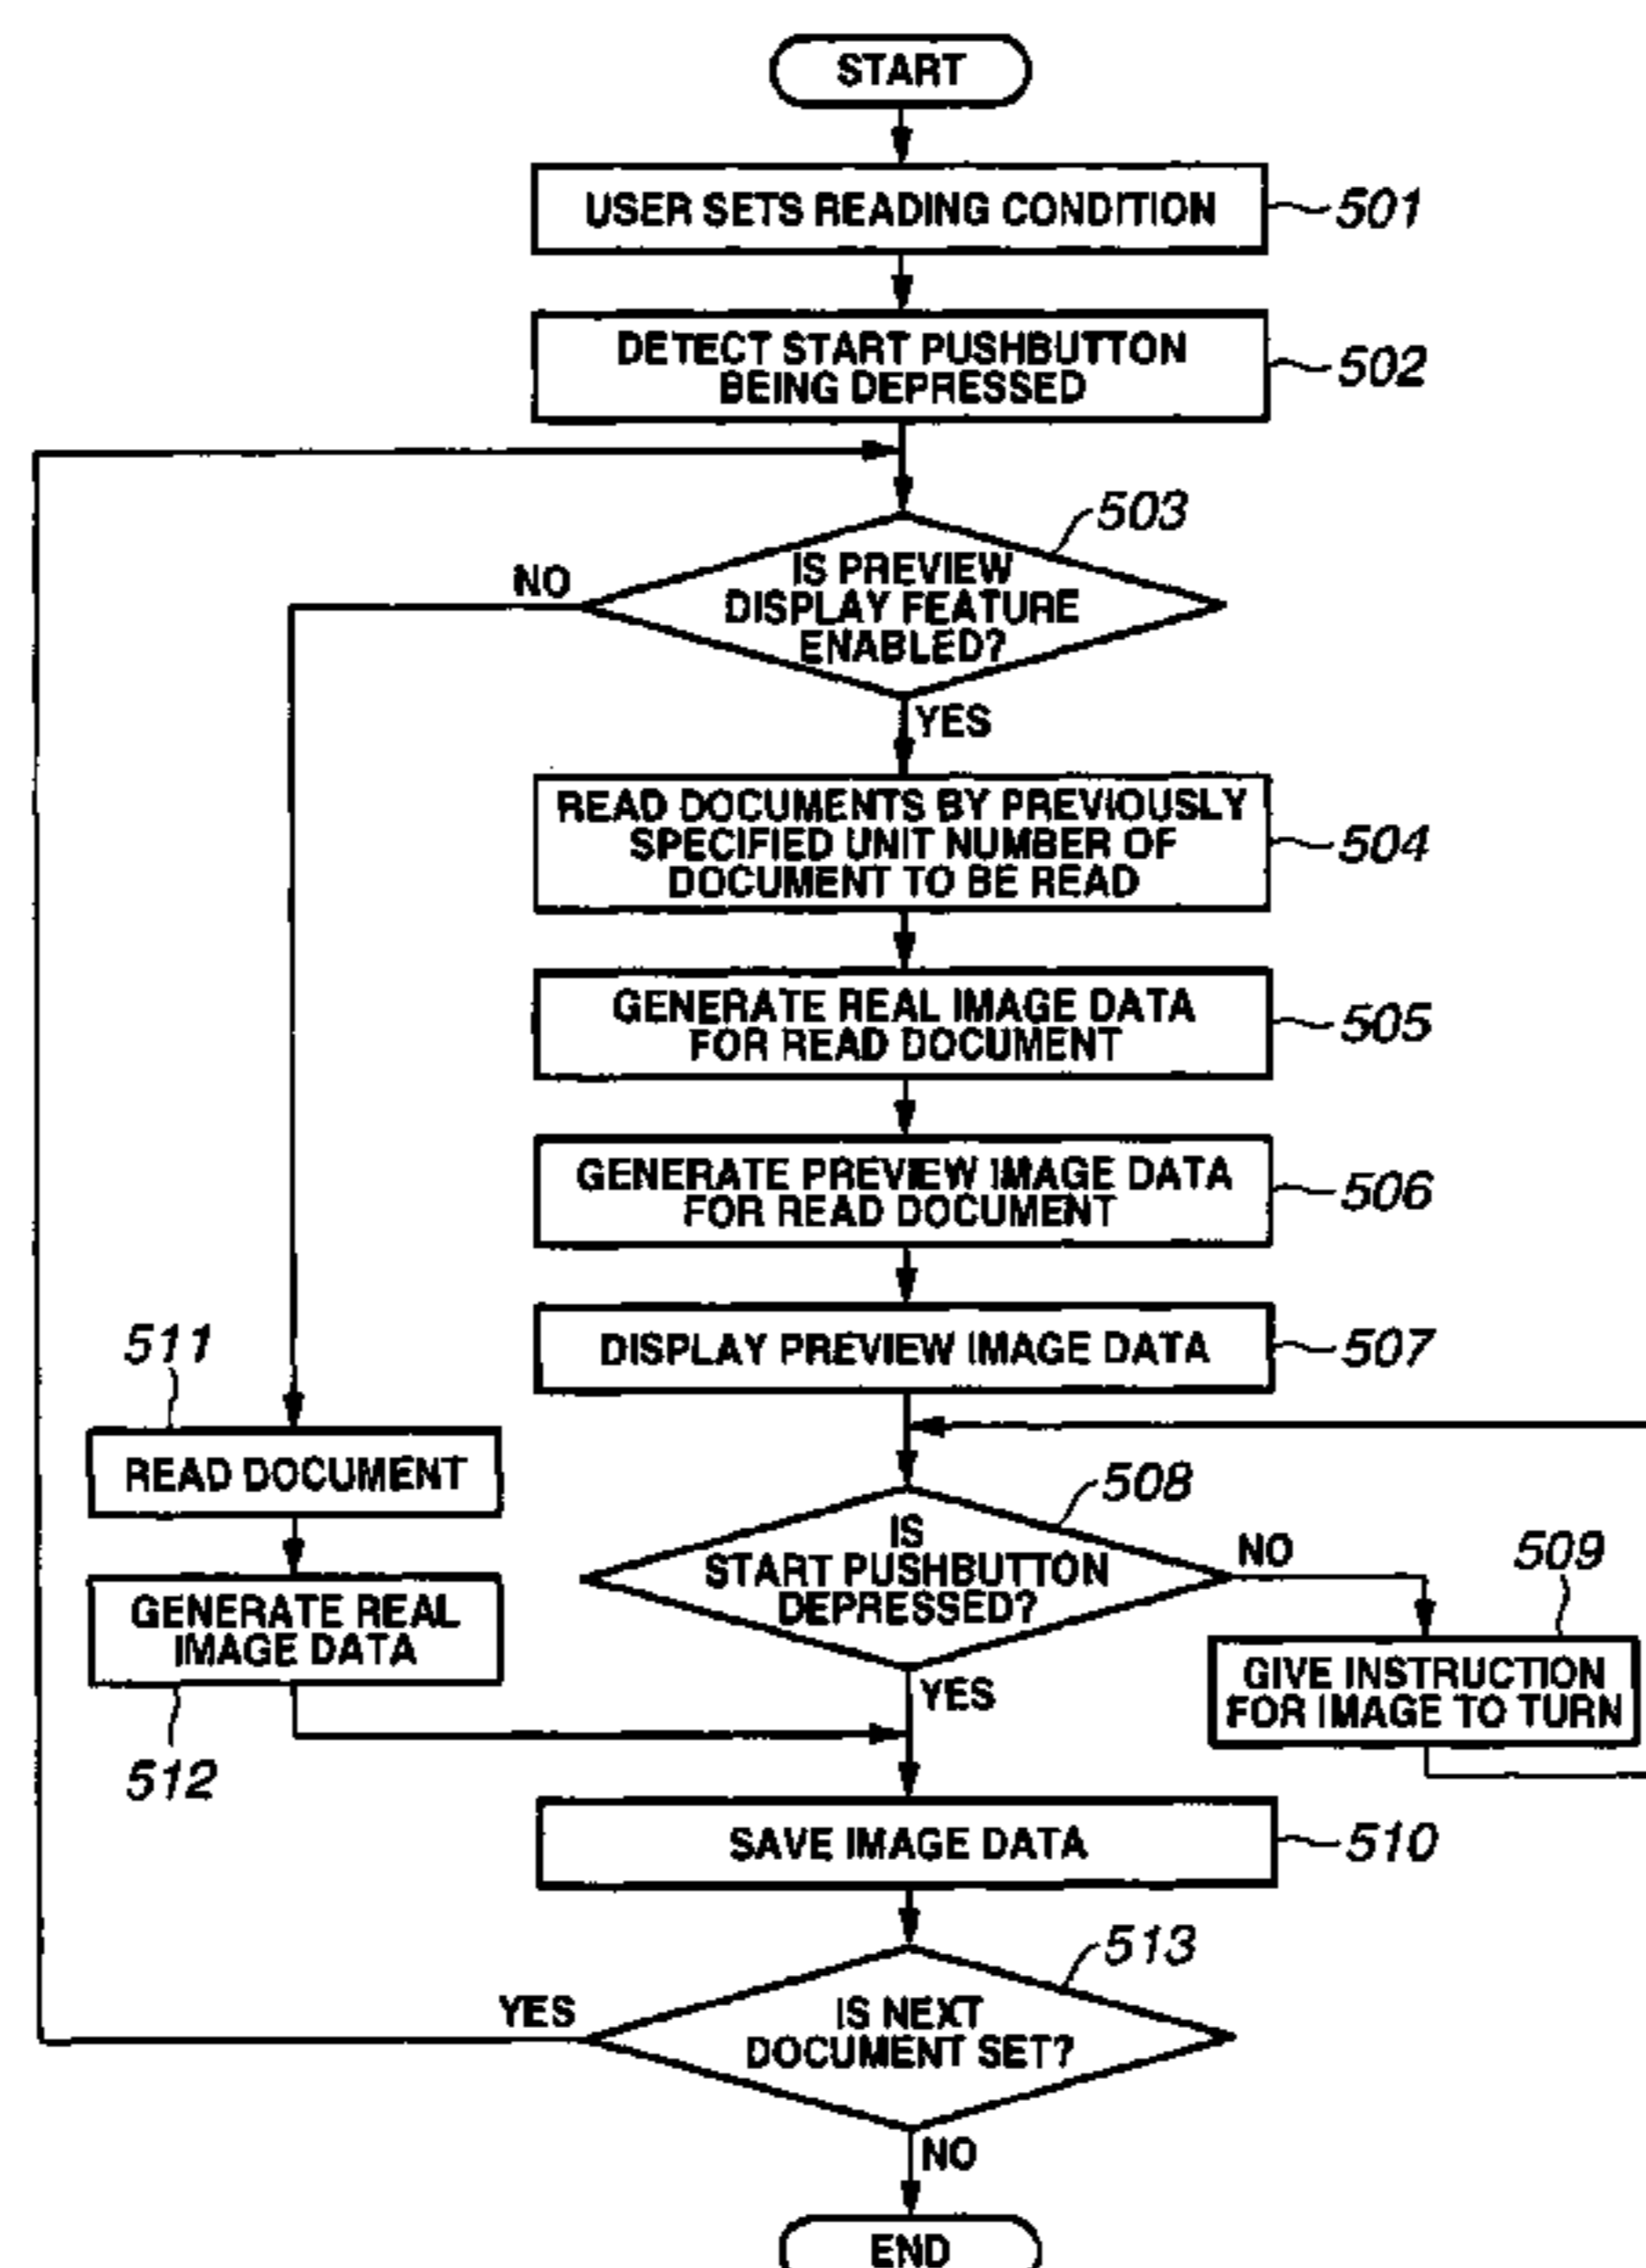 START
USER SETS READING CONDITION
501
DETECT START PUSHBUTTON
BEING DEPRESSED
502
503
IS PREVIEW
DISPLAY FEATURE
ENABLED?
NO
YES
READ DOCUMENTS BY PREVIOUSLY
SPECIFIED UNIT NUMBER OF
DOCUMENT TO BE READ
504
GENERATE REAL IMAGE DATA
FOR READ DOCUMENT
505
GENERATE PREVIEW IMAGE DATA
FOR READ DOCUMENT
506
DISPLAY PREVIEW IMAGE DATA
507
511
READ DOCUMENT
GENERATE REAL
IMAGE DATA
512
508
IS
START PUSHBUTTON
DEPRESSED?
NO
YES
509
GIVE INSTRUCTION
FOR IMAGE TO TURN
SAVE IMAGE DATA
510
513
IS NEXT
DOCUMENT SET?
YES
NO
END